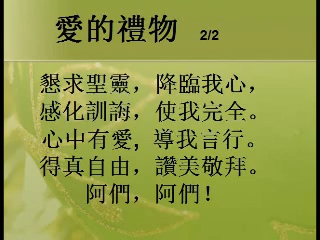 愛的禮物 2/2
懇求聖靈，降臨我心，
感化訓誨，使我完全。
心中有愛，導我言行。
得真自由，讚美敬拜。
阿們，阿們！